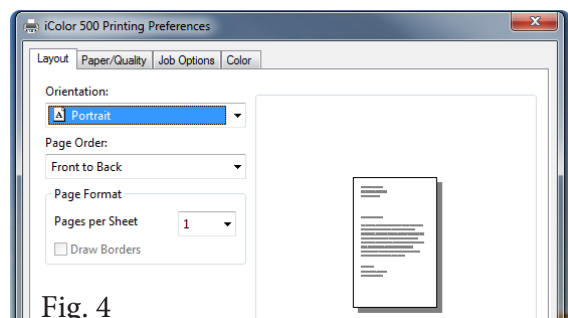 iColor 500 Printing Preferences
Layout Paper/Quality Job Options Color
Orientation:
A Portrait
Page Order:
Front to Back
Page Format
Pages per Sheet 1
Draw Borders
Fig. 4